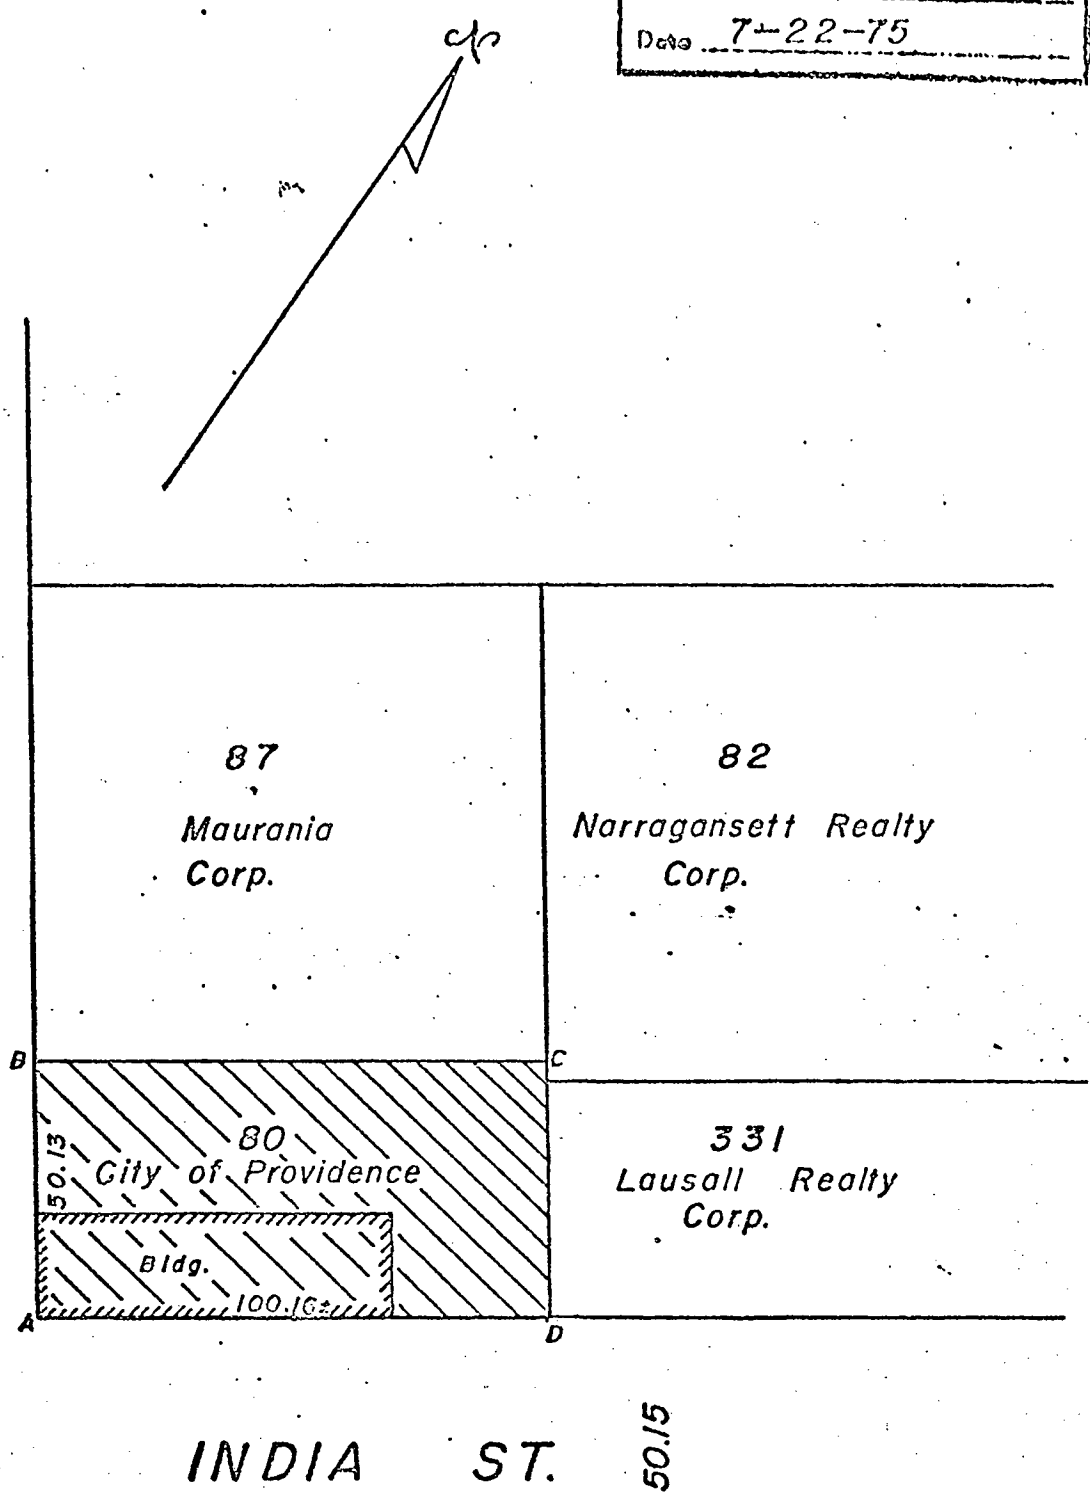 Date 7-22-75
87
Maurania
Corp.
82
Narragansett Realty
Corp.
B
C
50.13
80
City of Providence
331
Lausall Realty
Corp.
Bldg.
100.16±
A
D
INDIA ST.
50.15